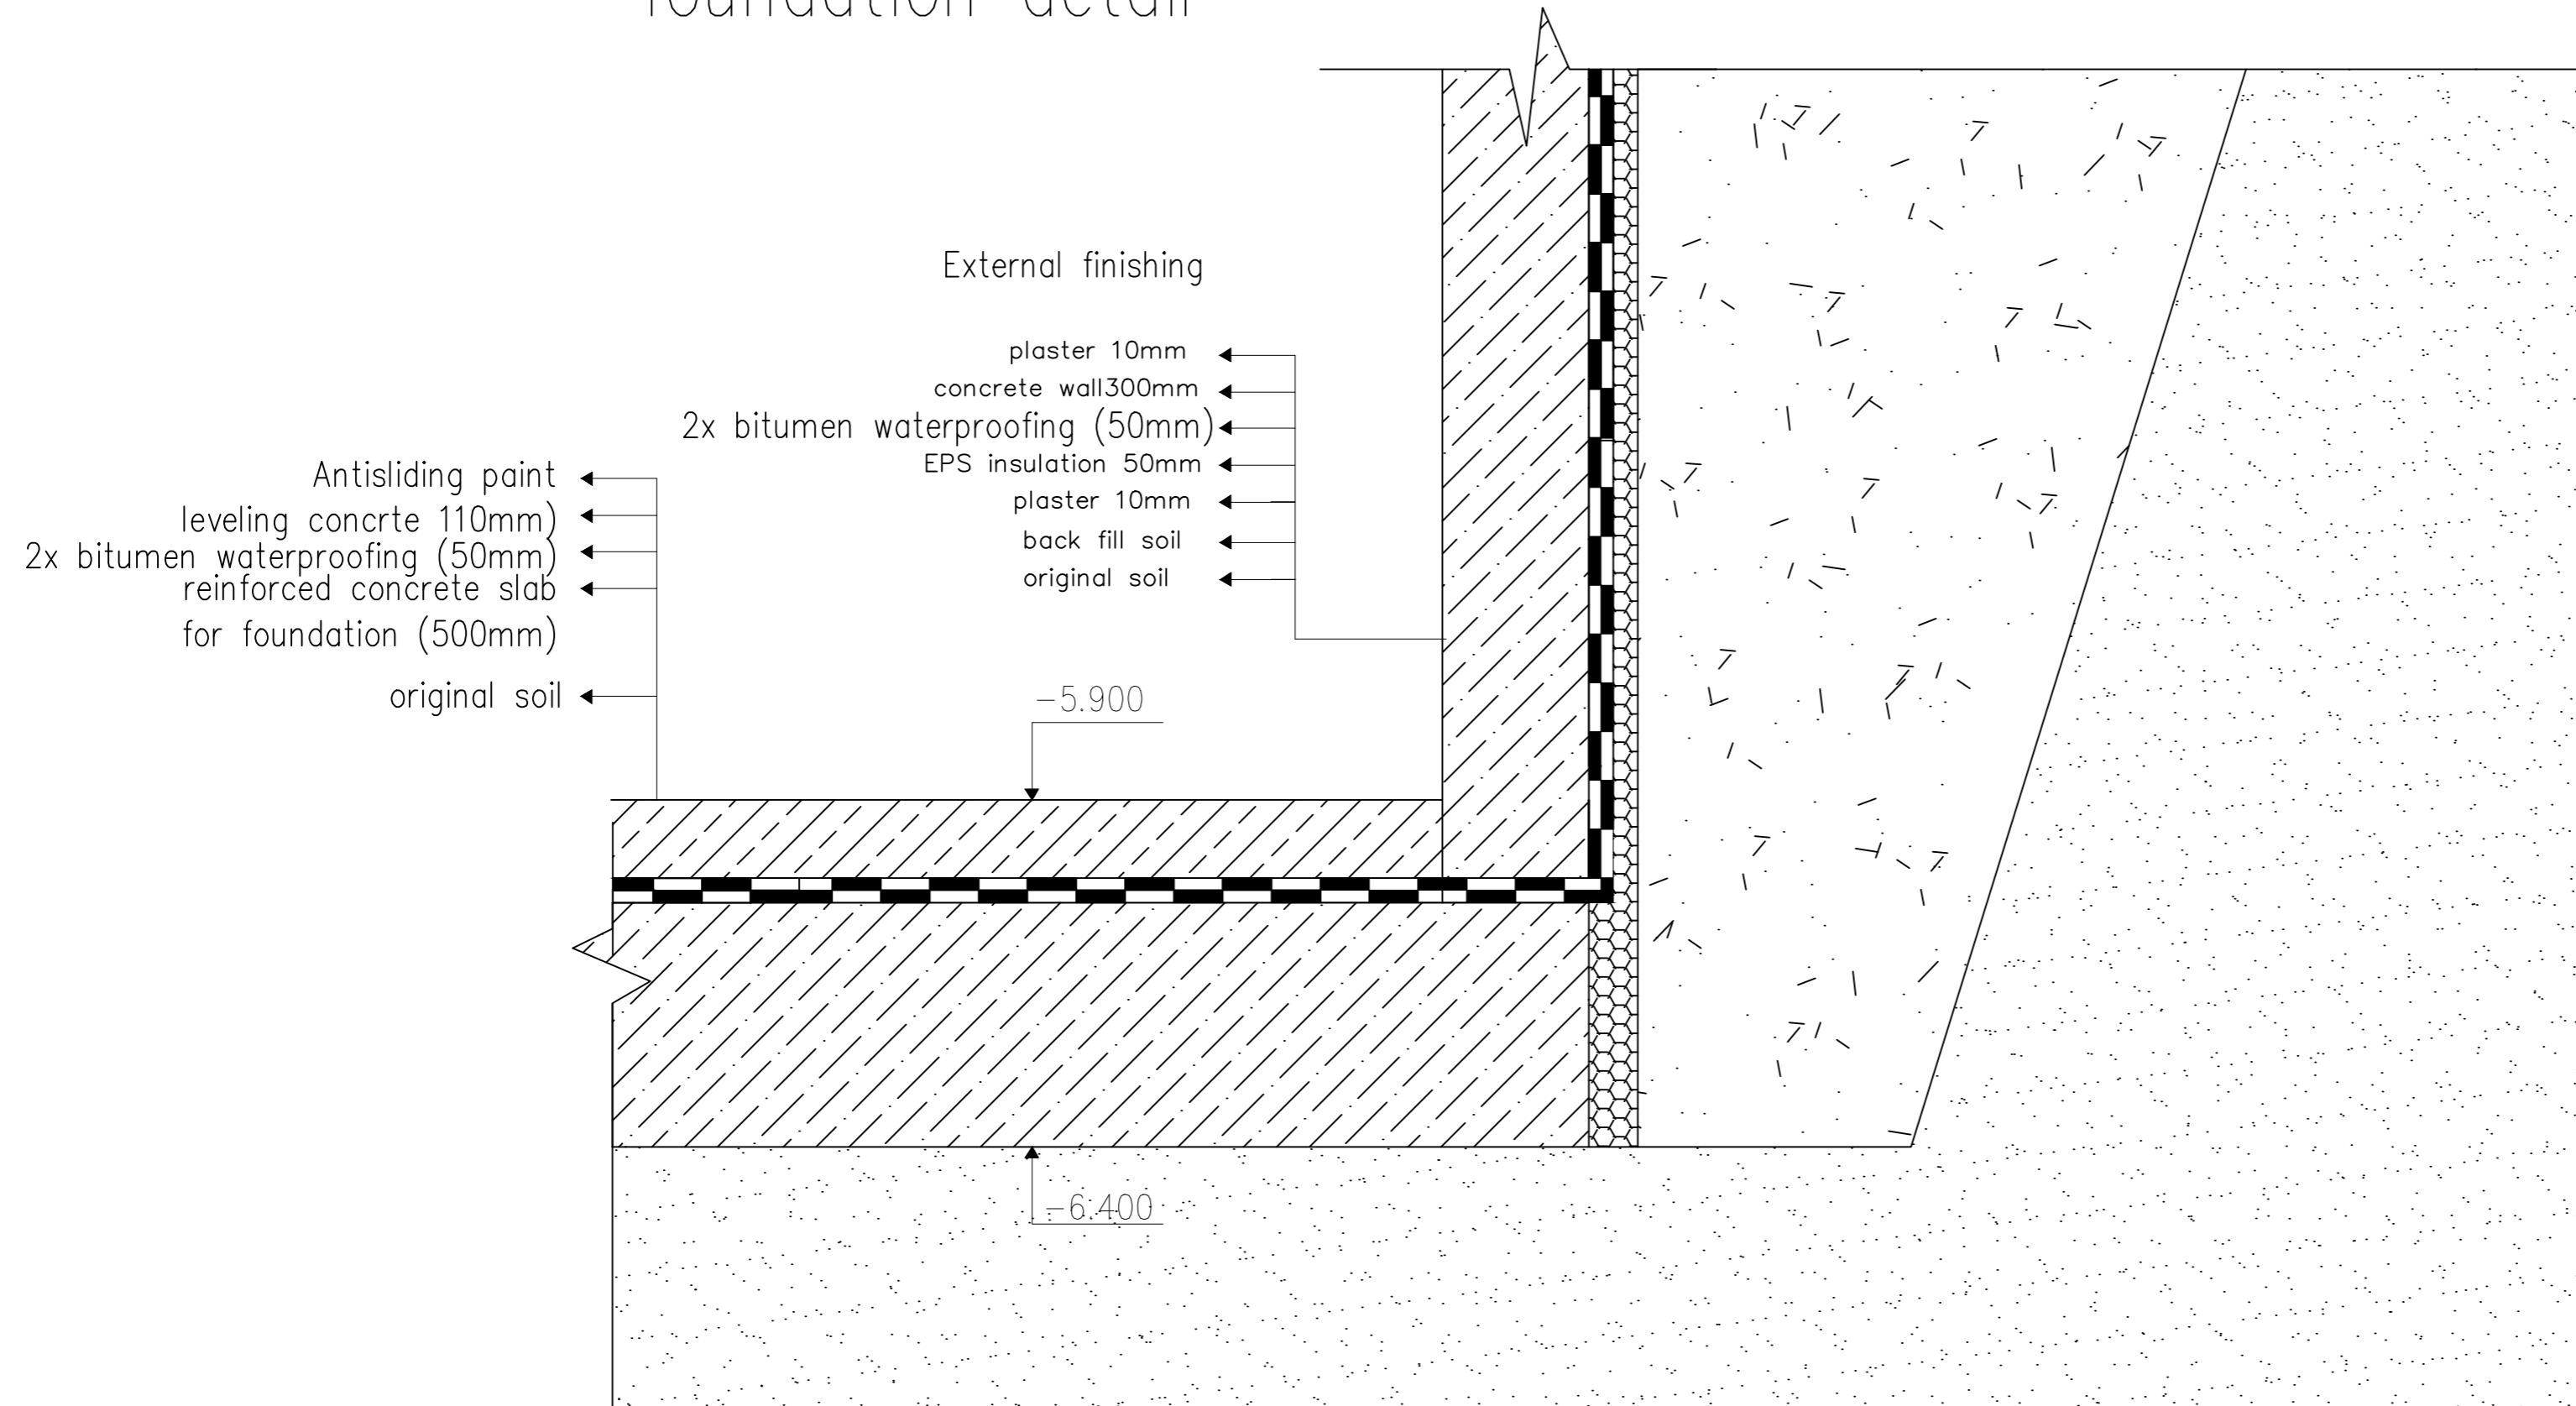 foundation detail
External finishing
plaster 10mm
concrete wall300mm
2x bitumen waterproofing (50mm)
EPS insulation 50mm
plaster 10mm
back fill soil
original soil
Antisliding paint
leveling concrte 110mm)
2x bitumen waterproofing (50mm)
reinforced concrete slab
for foundation (500mm)
original soil
-5.900
-6.400